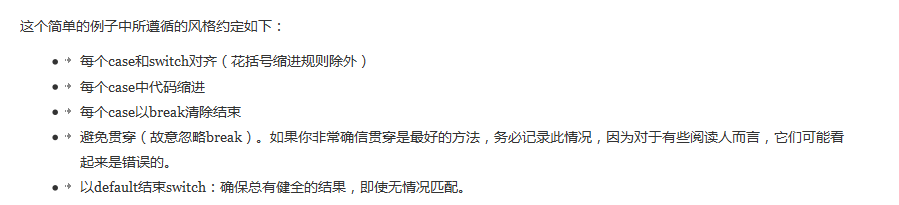 这个简单的例子中所遵循的风格约定如下：
每个case和switch对齐（花括号缩进规则除外）
每个case中代码缩进
每个case以break清除结束
避免贯穿（故意忽略break）。如果你非常确信贯穿是最好的方法，务必记录此情况，因为对于有些阅读人而言，它们可能看
起来是错误的。
以default结束switch：确保总有健全的结果，即使无情况匹配。